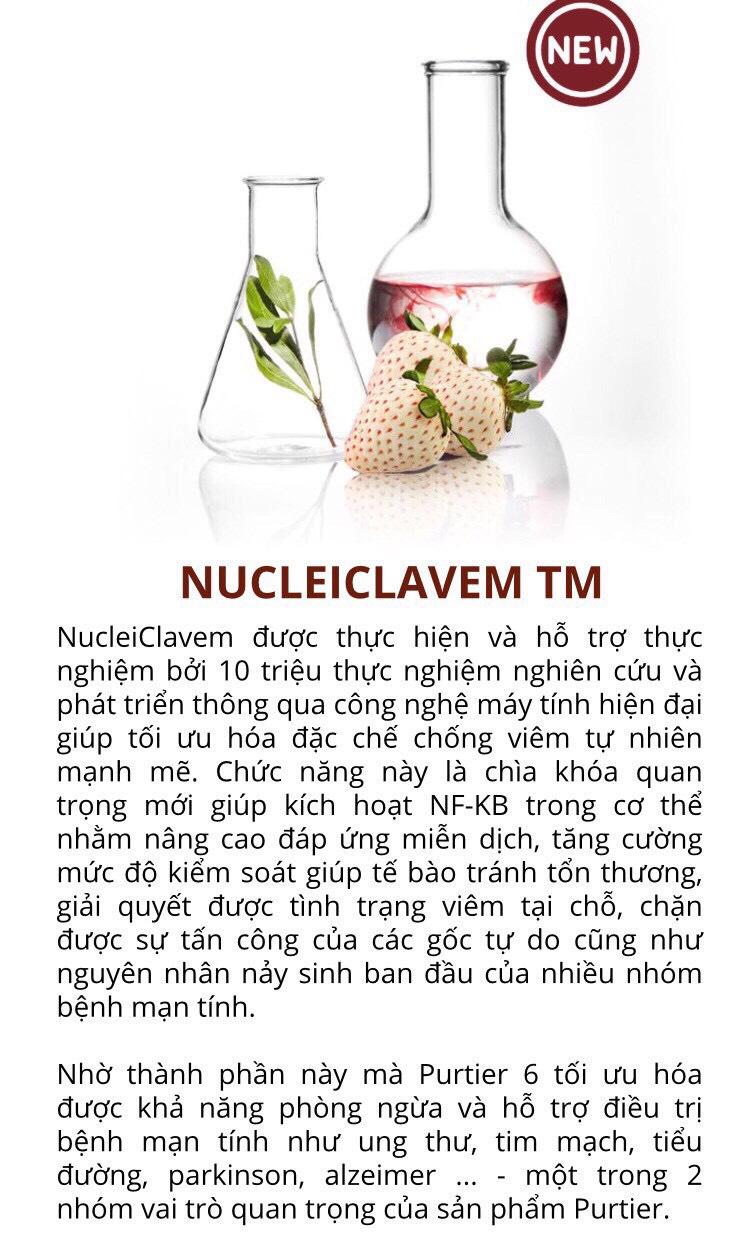 NEW
NUCLEICLAVEM TM
NucleiClavem được thực hiện và hỗ trợ thực
nghiệm bởi 10 triệu thực nghiệm nghiên cứu và
phát triển thông qua công nghệ máy tính hiện đại
giúp tối ưu hóa đặc chế chống viêm tự nhiên
mạnh mẽ. Chức năng này là chìa khóa quan
trọng mới giúp kích hoạt NF-KB trong cơ thể
nhằm nâng cao đáp ứng miễn dịch, tăng cường
mức độ kiểm soát giúp tế bào tránh tổn thương,
giải quyết được tình trạng viêm tại chỗ, chặn
được sự tấn công của các gốc tự do cũng như
nguyên nhân nảy sinh ban đầu của nhiều nhóm
bệnh mạn tính.
Nhờ thành phần này mà Purtier 6 tối ưu hóa
được khả năng phòng ngừa và hỗ trợ điều trị
bệnh mạn tính như ung thư, tim mạch, tiểu
đường, parkinson, alzeimer ... - một trong 2
nhóm vai trò quan trọng của sản phẩm Purtier.